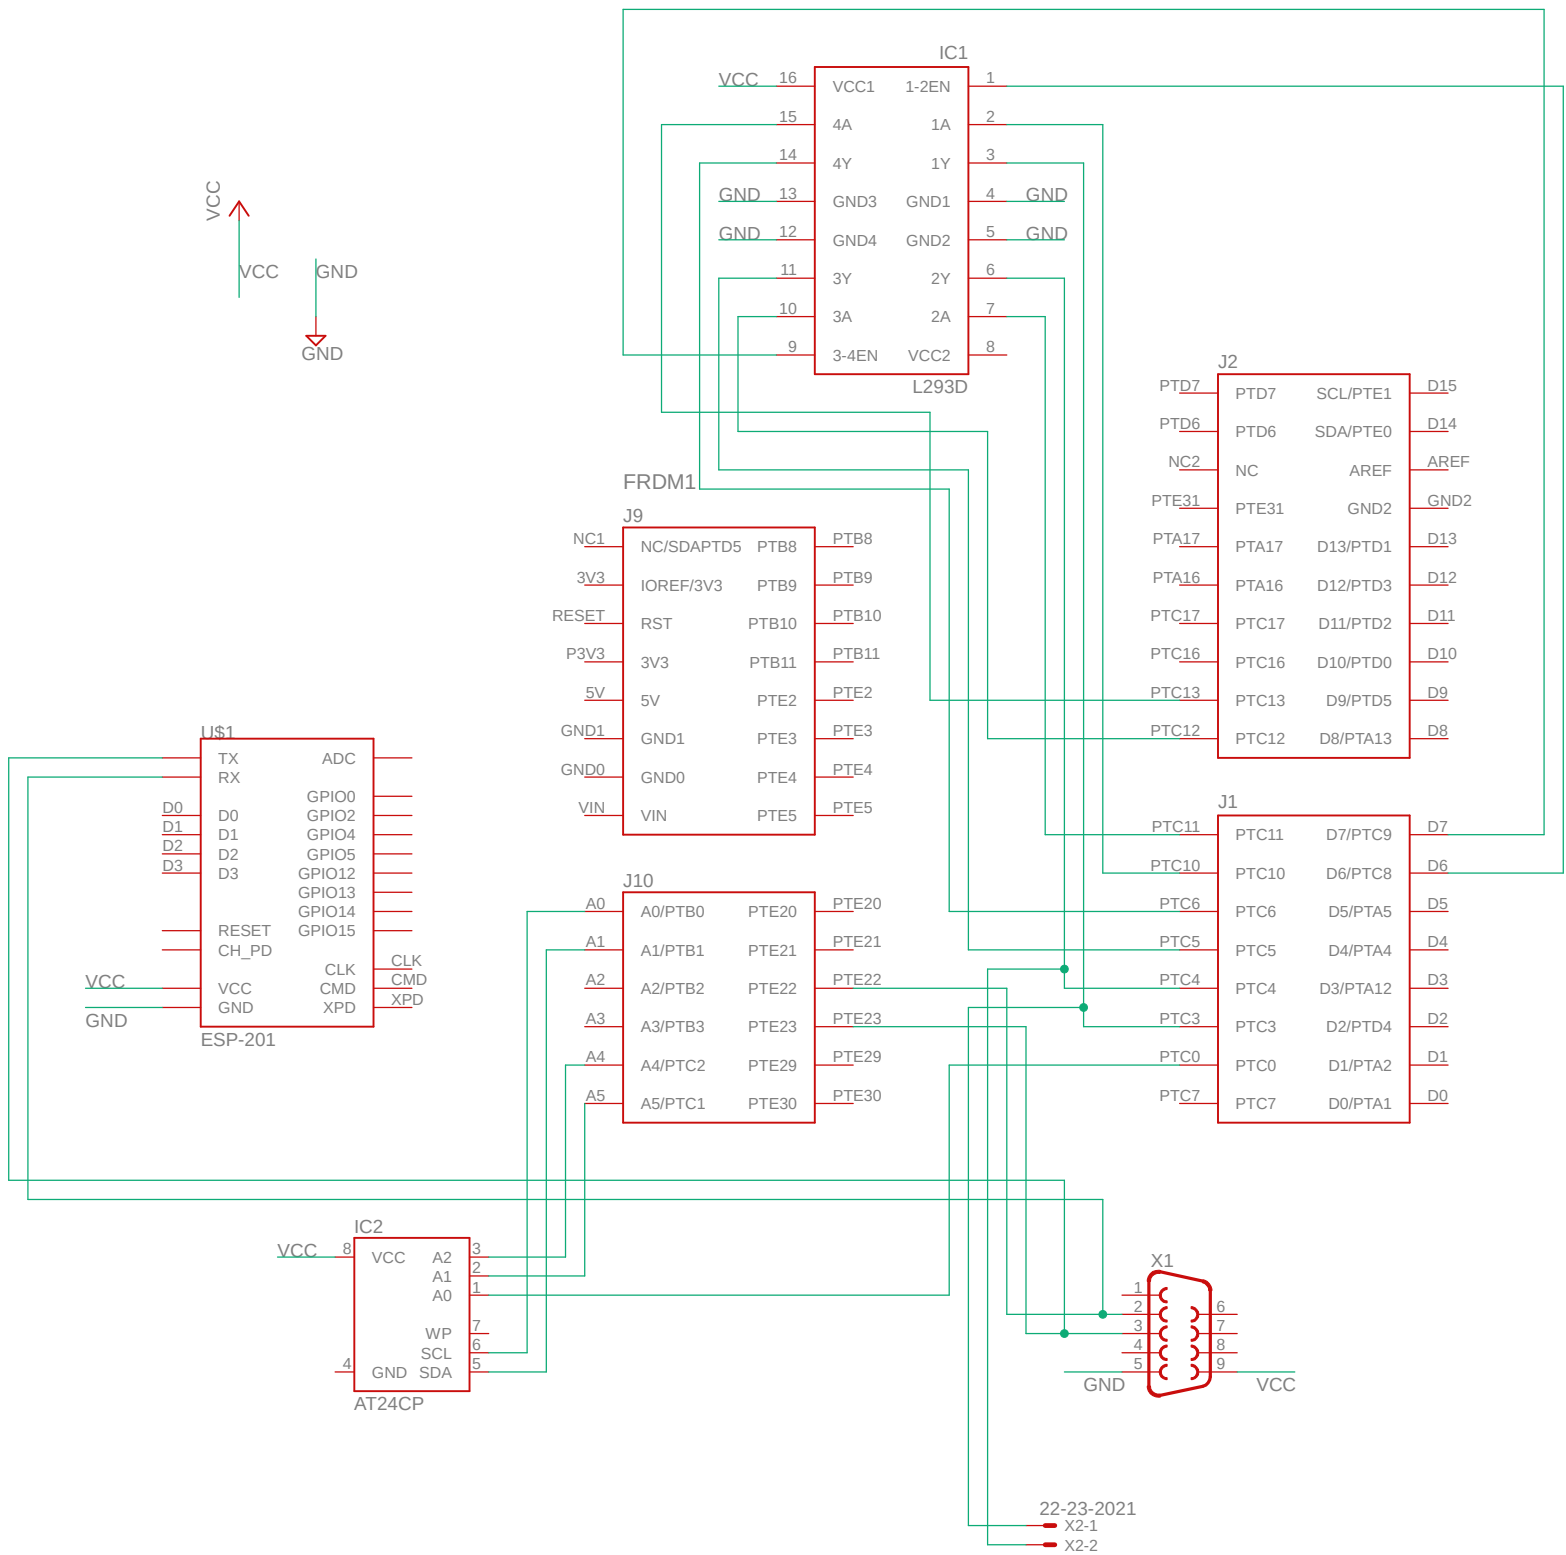 IC1
VCC 16 VCC1 1-2EN 1
15 4A 1A 2
14 4Y 1Y 3
GND 13 GND3 GND1 4 GND
GND 12 GND4 GND2 5 GND
11 3Y 2Y 6
10 3A 2A 7
9 3-4EN VCC2 8
L293D
VCC
VCC
GND
GND
J2
PTD7 PTD7 SCL/PTE1 D15
PTD6 PTD6 SDA/PTE0 D14
NC2 NC AREF AREF
PTE31 PTE31 GND2 GND2
PTA17 PTA17 D13/PTD1 D13
PTA16 PTA16 D12/PTD3 D12
PTC17 PTC17 D11/PTD2 D11
PTC16 PTC16 D10/PTD0 D10
PTC13 PTC13 D9/PTD5 D9
PTC12 PTC12 D8/PTA13 D8
FRDM1
J9
NC1 NC/SDAPTD5 PTB8 PTB8
3V3 IOREF/3V3 PTB9 PTB9
RESET RST PTB10 PTB10
P3V3 3V3 PTB11 PTB11
5V 5V PTE2 PTE2
GND1 GND1 PTE3 PTE3
GND0 GND0 PTE4 PTE4
VIN VIN PTE5 PTE5
U$1
TX ADC
RX
GPIO0
D0 D0 GPIO2
D1 D1 GPIO4
D2 D2 GPIO5
D3 D3 GPIO12
GPIO13
GPIO14
RESET GPIO15
CH_PD
CLK CLK
VCC VCC CMD CMD
GND GND XPD XPD
ESP-201
J1
PTC11 PTC11 D7/PTC9 D7
PTC10 PTC10 D6/PTC8 D6
PTC6 PTC6 D5/PTA5 D5
PTC5 PTC5 D4/PTA4 D4
PTC4 PTC4 D3/PTA12 D3
PTC3 PTC3 D2/PTD4 D2
PTC0 PTC0 D1/PTA2 D1
PTC7 PTC7 D0/PTA1 D0
J10
A0 A0/PTB0 PTE20 PTE20
A1 A1/PTB1 PTE21 PTE21
A2 A2/PTB2 PTE22 PTE22
A3 A3/PTB3 PTE23 PTE23
A4 A4/PTC2 PTE29 PTE29
A5 A5/PTC1 PTE30 PTE30
IC2
VCC 8 VCC A2 3
A1 2
A0 1
WP 7
SCL 6
4 GND SDA 5
AT24CP
X1
1
2 6
3 7
4 8
5 9
GND VCC
22-23-2021
X2-1
X2-2